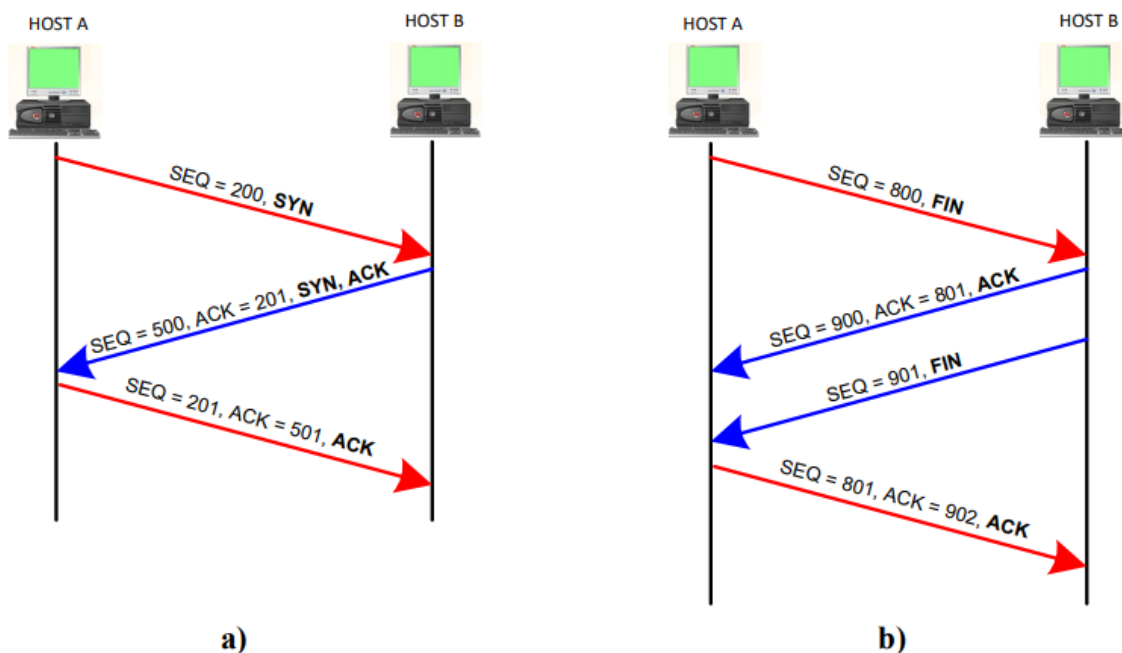 HOST A
HOST B
SEQ = 200, SYN
SEQ = 500, ACK = 201, SYN, ACK
SEQ = 201, ACK = 501, ACK
a)
HOST A
HOST B
SEQ = 800, FIN
SEQ = 900, ACK = 801, ACK
SEQ = 901, FIN
SEQ = 801, ACK = 902, ACK
b)